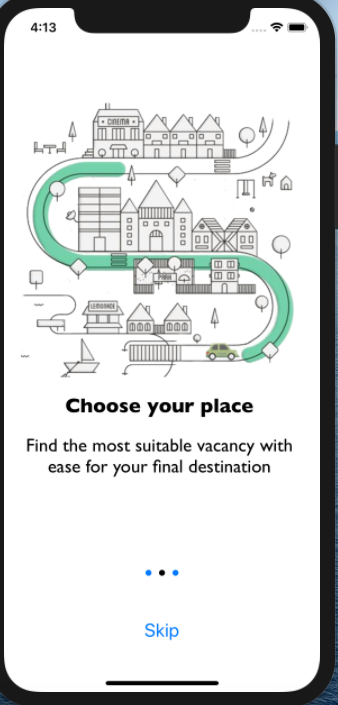 4:13
CINEMA
PARK
LEMONADE
Choose your place
Find the most suitable vacancy with
ease for your final destination
Skip